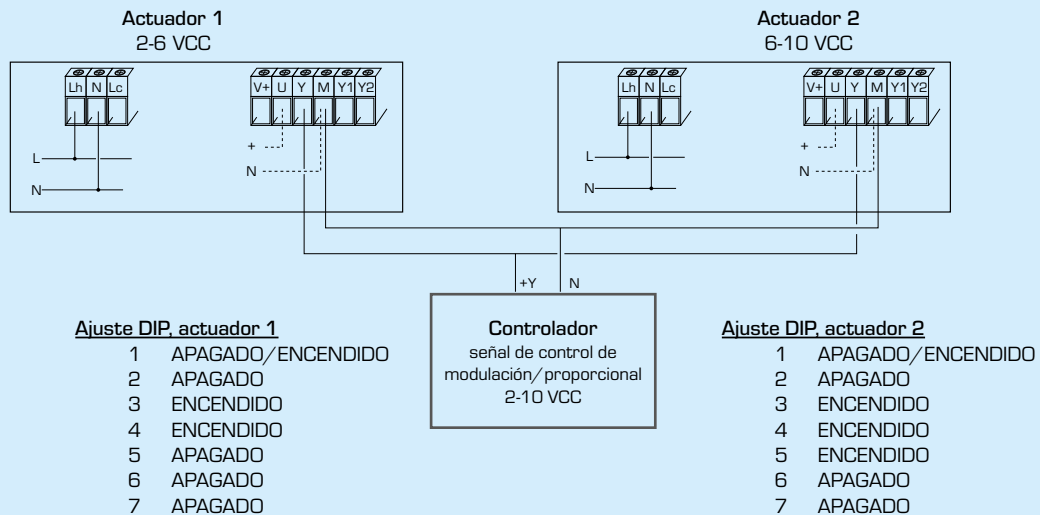 Actuador 1
2-6 VCC
Lh N Lc
V+ U Y M Y1 Y2
+
N
L
N
Actuador 2
6-10 VCC
Lh N Lc
V+ U Y M Y1 Y2
+
N
L
N
+Y N
Controlador
señal de control de
modulación/proporcional
2-10 VCC
Ajuste DIP, actuador 1
1 APAGADO/ENCENDIDO
2 APAGADO
3 ENCENDIDO
4 ENCENDIDO
5 APAGADO
6 APAGADO
7 APAGADO
Ajuste DIP, actuador 2
1 APAGADO/ENCENDIDO
2 APAGADO
3 ENCENDIDO
4 ENCENDIDO
5 ENCENDIDO
6 APAGADO
7 APAGADO